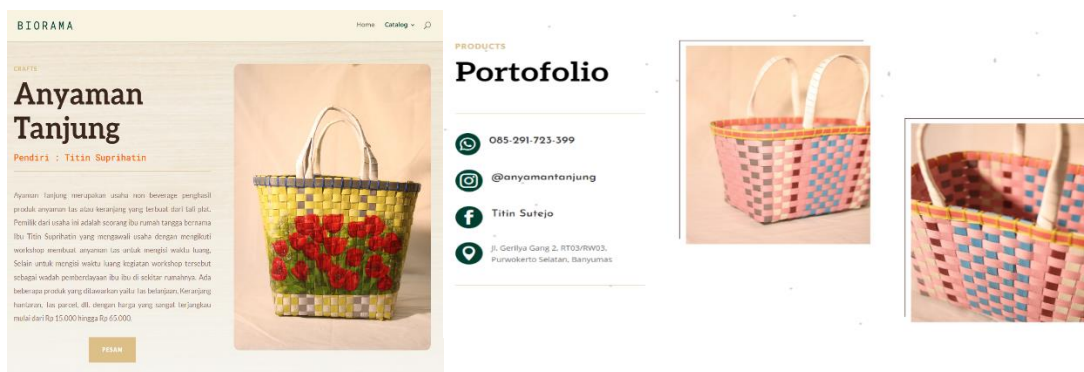 BIORAMA
Home Catalog
CRAFTS
Anyaman
Tanjung
Pendiri : Titin Suprihatin
Ayaman tanjung merupakan usaha non beverage penghasil
produk anyaman tas atau keranjang yang terbuat dari tali plat.
Pemilik dari usaha ini adalah seorang ibu rumah tangga bernama
Ibu Titin Suprihatin yang mengawali usaha dengan mengikuti
workshop membuat anyaman tas untuk mengisi waktu luang.
Selain untuk mengisi waktu luang kegiatan workshop tersebut
sebagai wadah pemberdayaan ibu ibu di sekitar rumahnya. Ada
beberapa produk yang ditawarkan yaitu tas belanjaan, Keranjang
hantaran, tas parcel, dll. dengan harga yang sangat terjangkau
mulai dari Rp 15.000 hingga Rp 65.000.
PESAN
PRODUCTS
Portofolio
085-291-723-399
@anyamantanjung
Titin Sutejo
Jl. Gerilya Gang 2, RT03/RW03,
Purwokerto Selatan, Banyumas